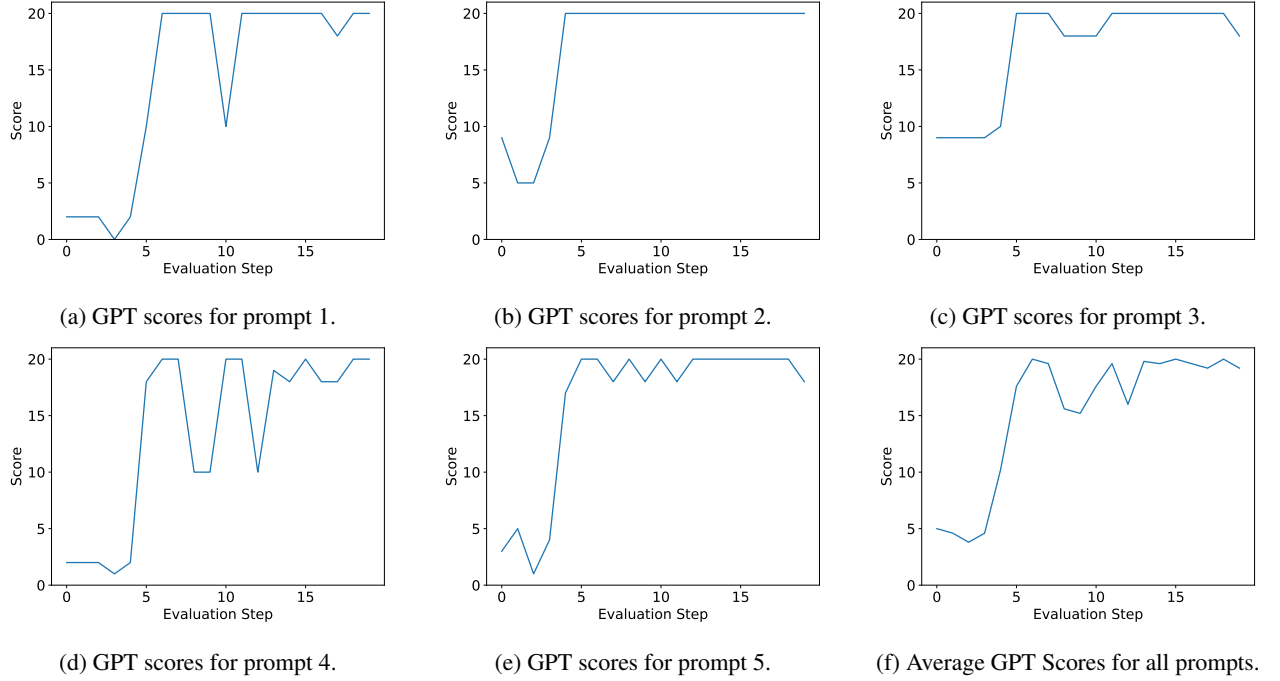 20
15
10
5
0
Score
0 5 10 15
Evaluation Step
(a) GPT scores for prompt 1.
20
15
10
5
0
Score
0 5 10 15
Evaluation Step
(b) GPT scores for prompt 2.
20
15
10
5
0
Score
0 5 10 15
Evaluation Step
(c) GPT scores for prompt 3.
20
15
10
5
0
Score
0 5 10 15
Evaluation Step
(d) GPT scores for prompt 4.
20
15
10
5
0
Score
0 5 10 15
Evaluation Step
(e) GPT scores for prompt 5.
20
15
10
5
0
Score
0 5 10 15
Evaluation Step
(f) Average GPT Scores for all prompts.